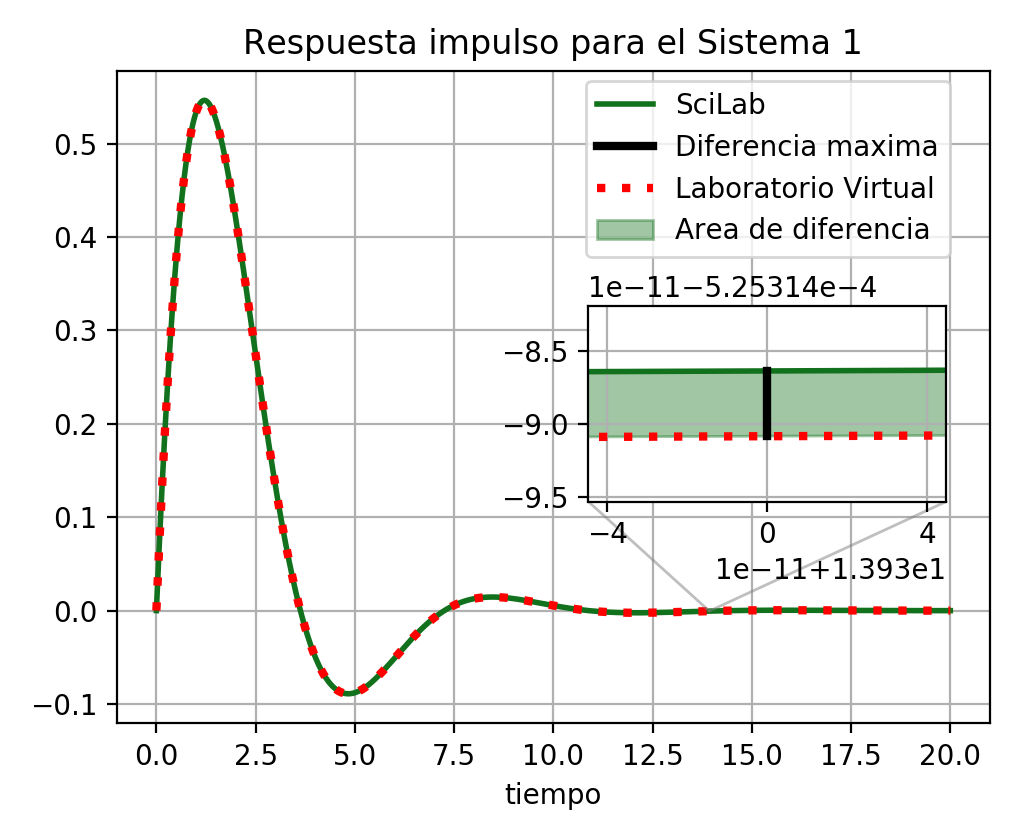 Respuesta impulso para el Sistema 1
SciLab
Diferencia maxima
Laboratorio Virtual
Area de diferencia
1e−11−5.25314e−4
−8.5
−9.0
−9.5
−4 0 4
1e−11+1.393e1
0.5
0.4
0.3
0.2
0.1
0.0
−0.1
0.0 2.5 5.0 7.5 10.0 12.5 15.0 17.5 20.0
tiempo